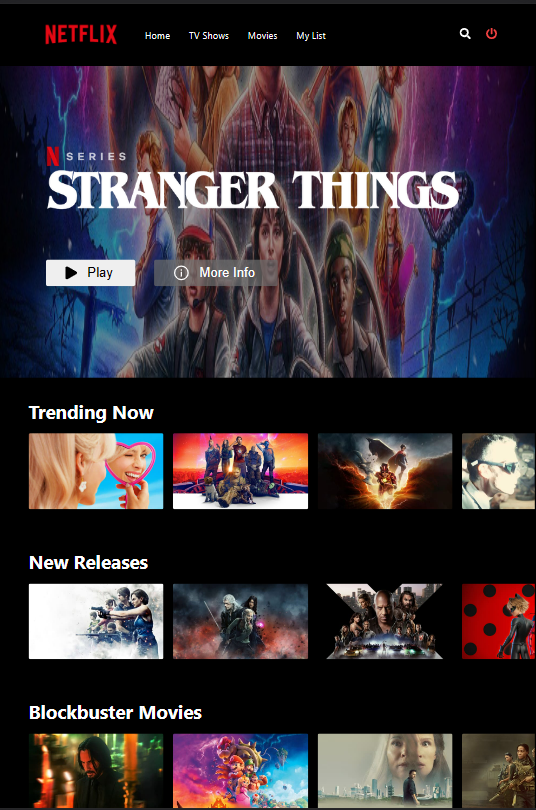 NETFLIX Home TV Shows Movies My List
N SERIES
STRANGER THINGS
Play More Info
Trending Now
New Releases
Blockbuster Movies